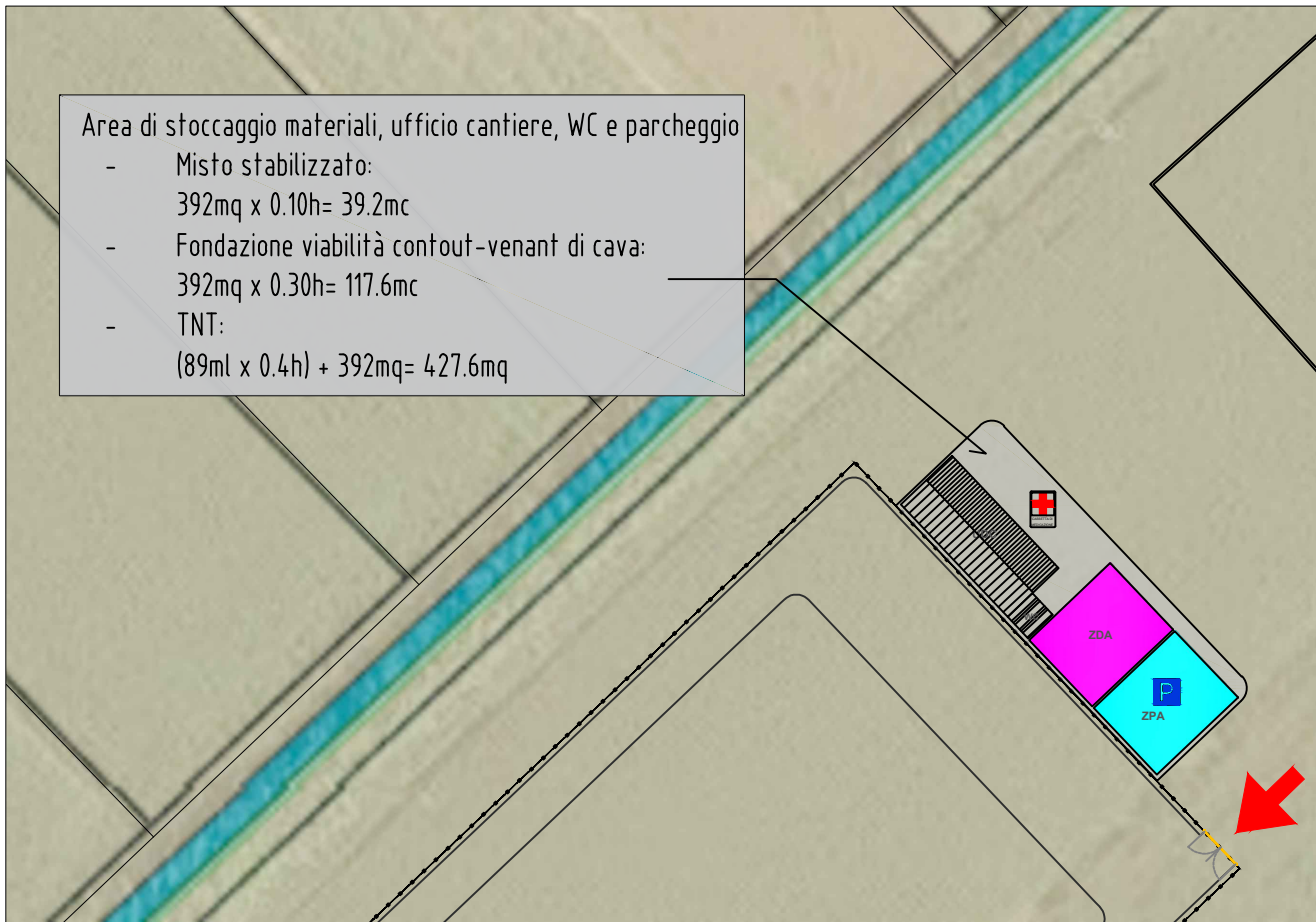 Area di stoccaggio materiali, ufficio cantiere, WC e parcheggio
- Misto stabilizzato:
392mq x 0.10h= 39.2mc
- Fondazione viabilità contout-venant di cava:
392mq x 0.30h= 117.6mc
- TNT:
(89ml x 0.4h) + 392mq= 427.6mq
ZDA
P
ZPA